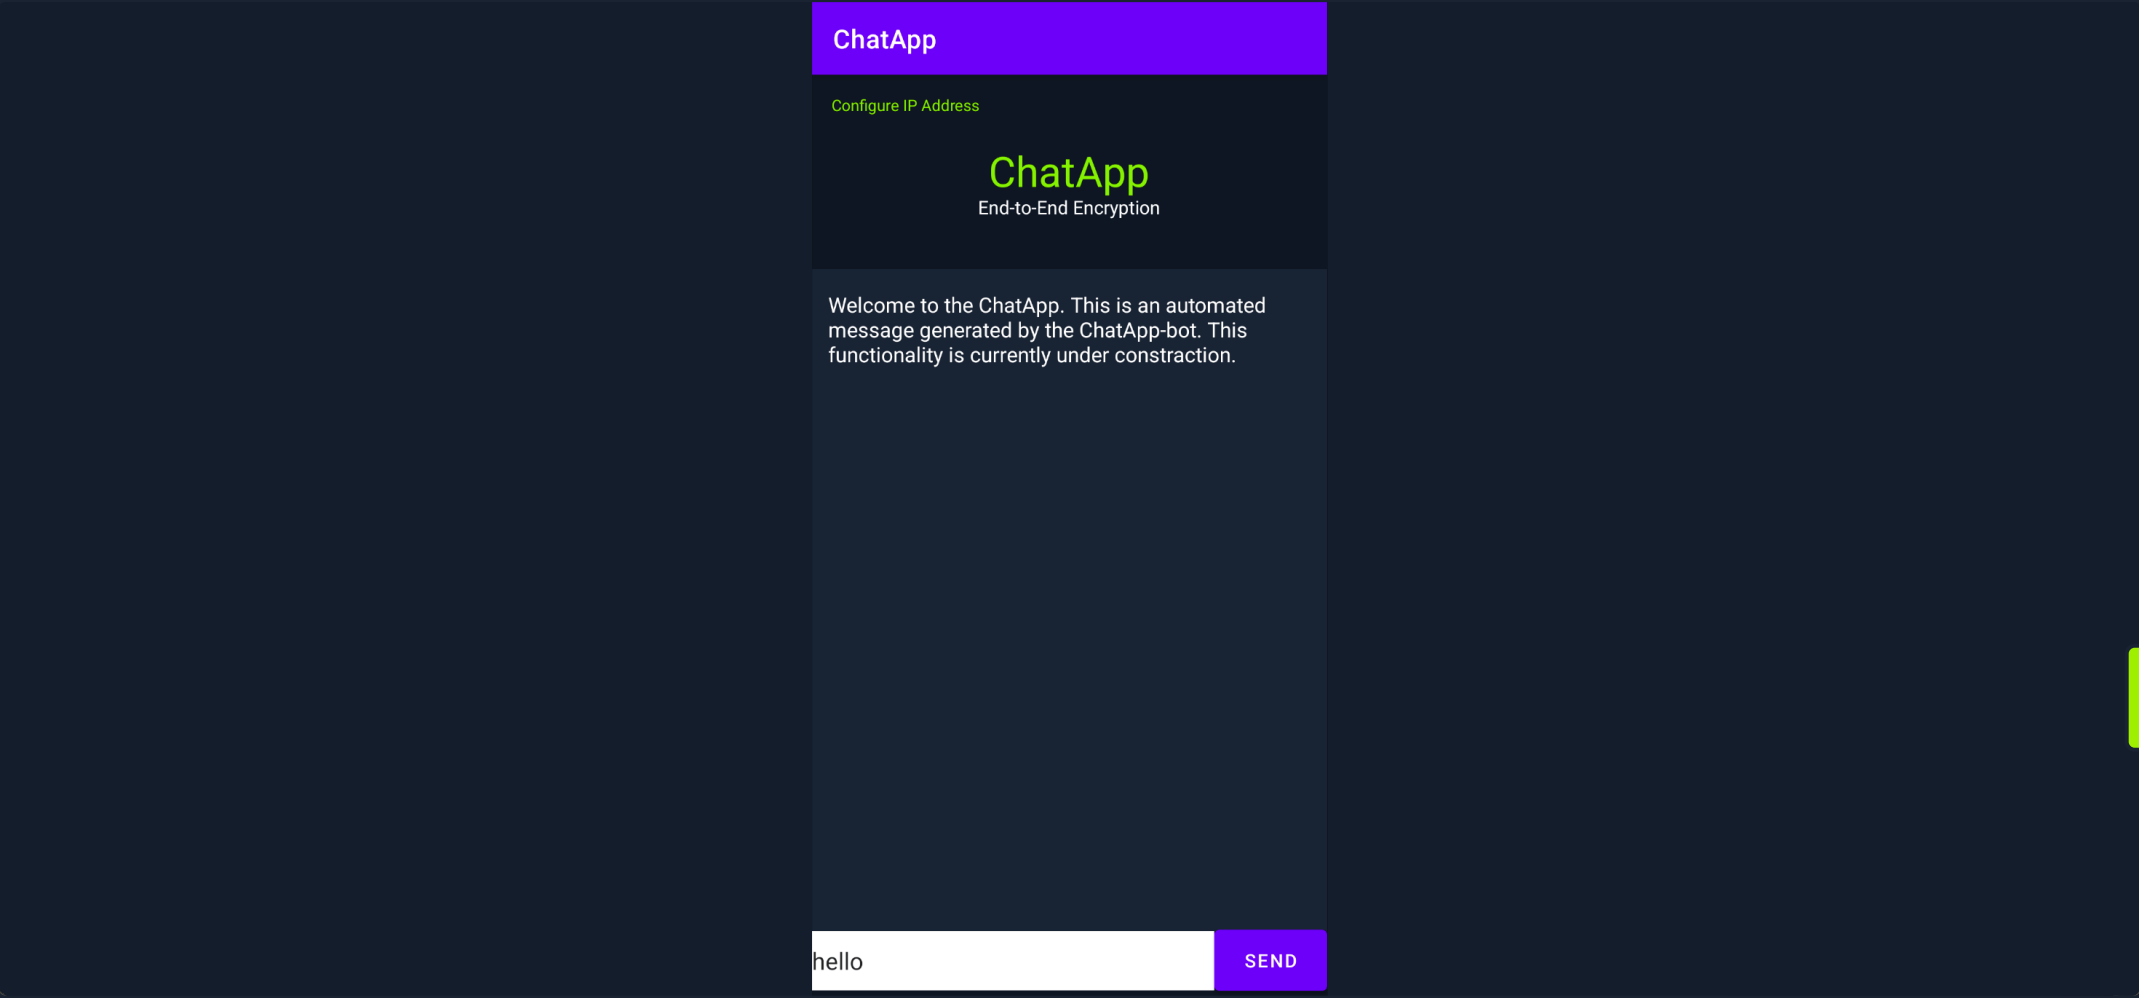 ChatApp
Configure IP Address
ChatApp
End-to-End Encryption
Welcome to the ChatApp. This is an automated
message generated by the ChatApp-bot. This
functionality is currently under constraction.
hello
SEND